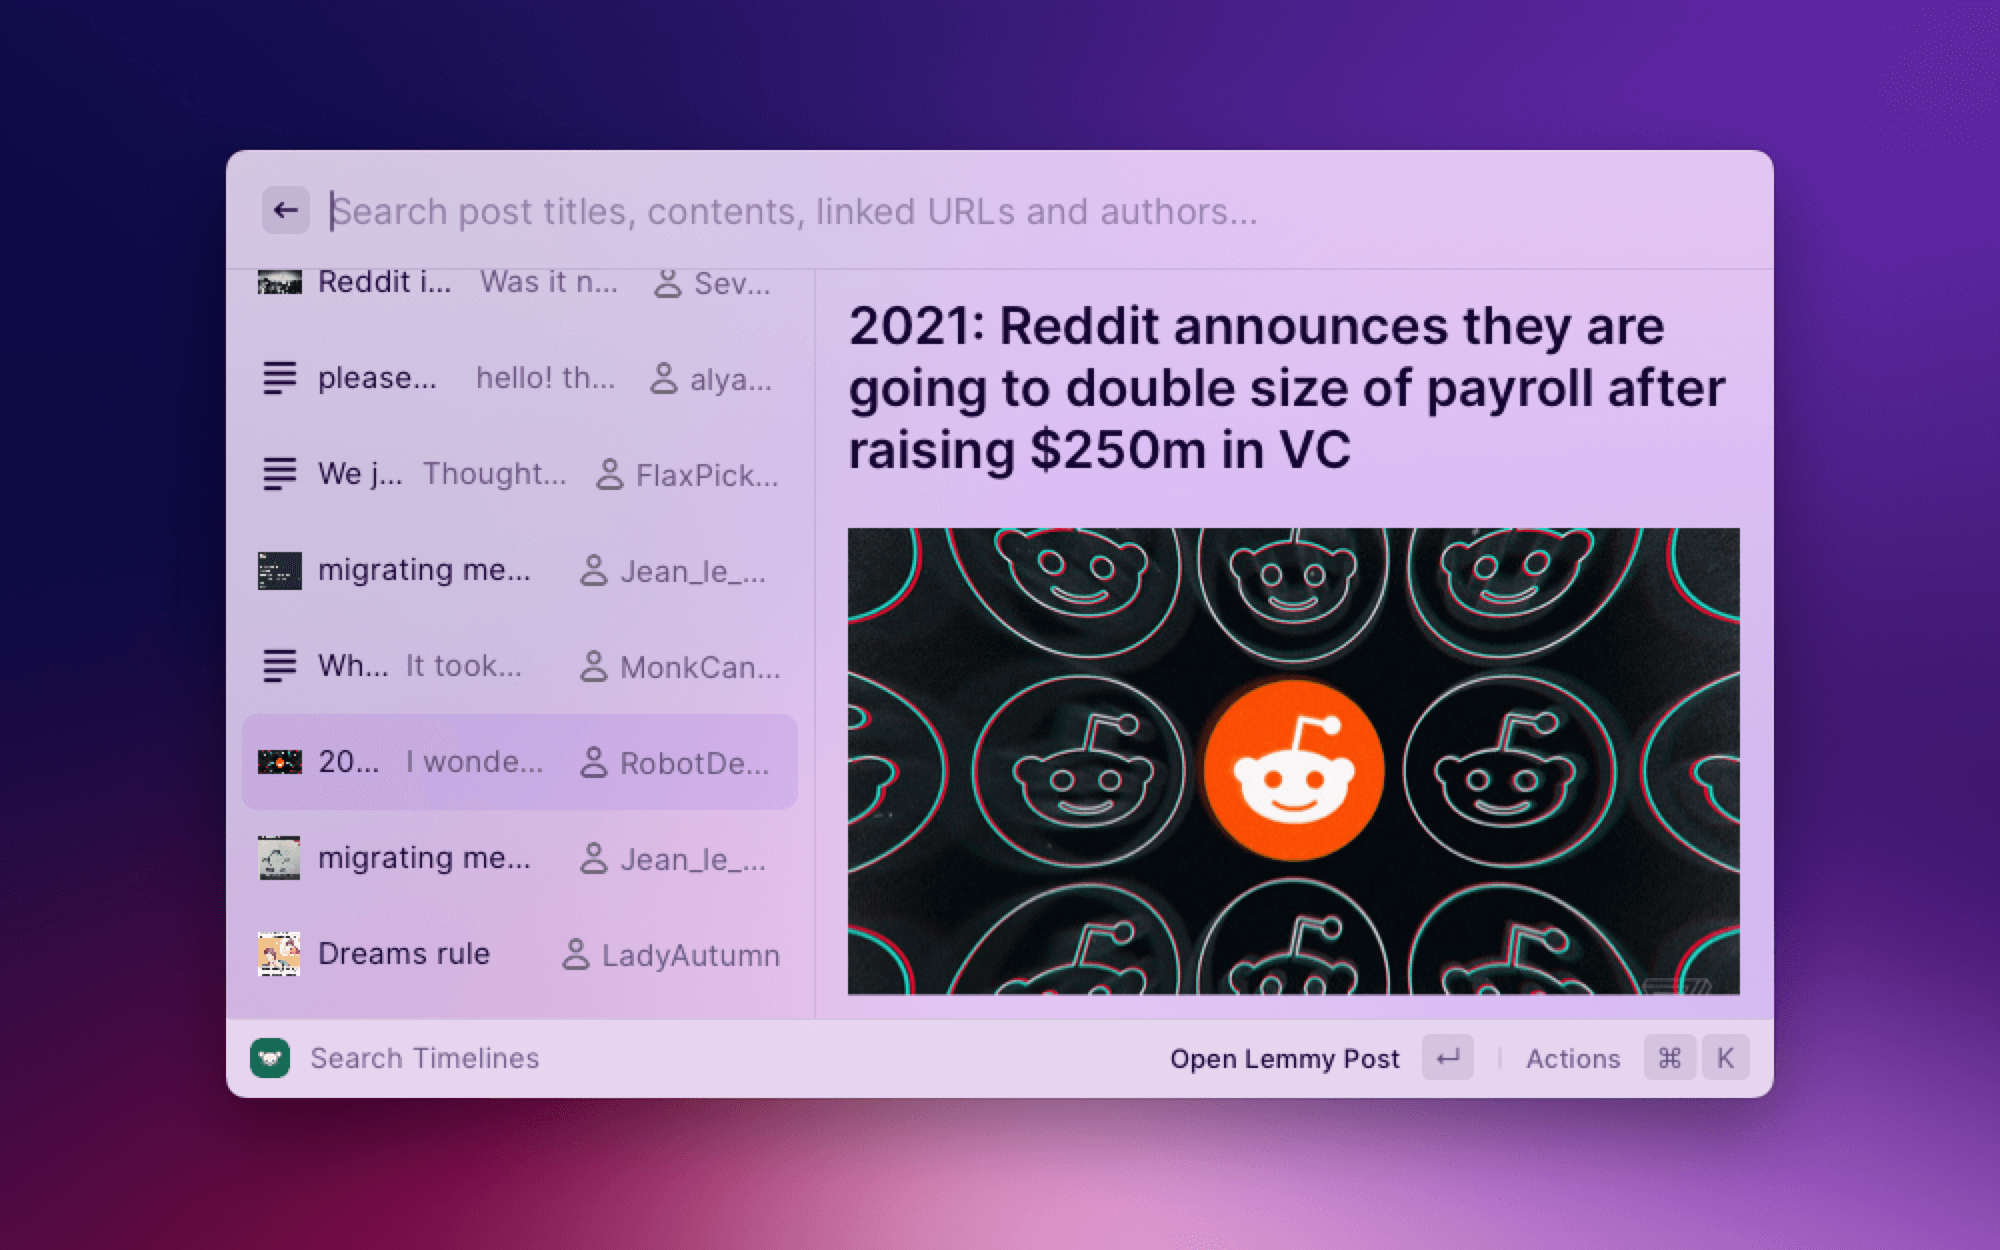 Search post titles, contents, linked URLs and authors...
Reddit i... Was it n... Sev...
please... hello! th... alya...
We j... Thought... FlaxPick...
migrating me... Jean_le_...
Wh... It took... MonkCan...
20... I wonde... RobotDe...
migrating me... Jean_le_...
Dreams rule LadyAutumn
2021: Reddit announces they are
going to double size of payroll after
raising $250m in VC
Search Timelines
Open Lemmy Post
Actions ⌘ K